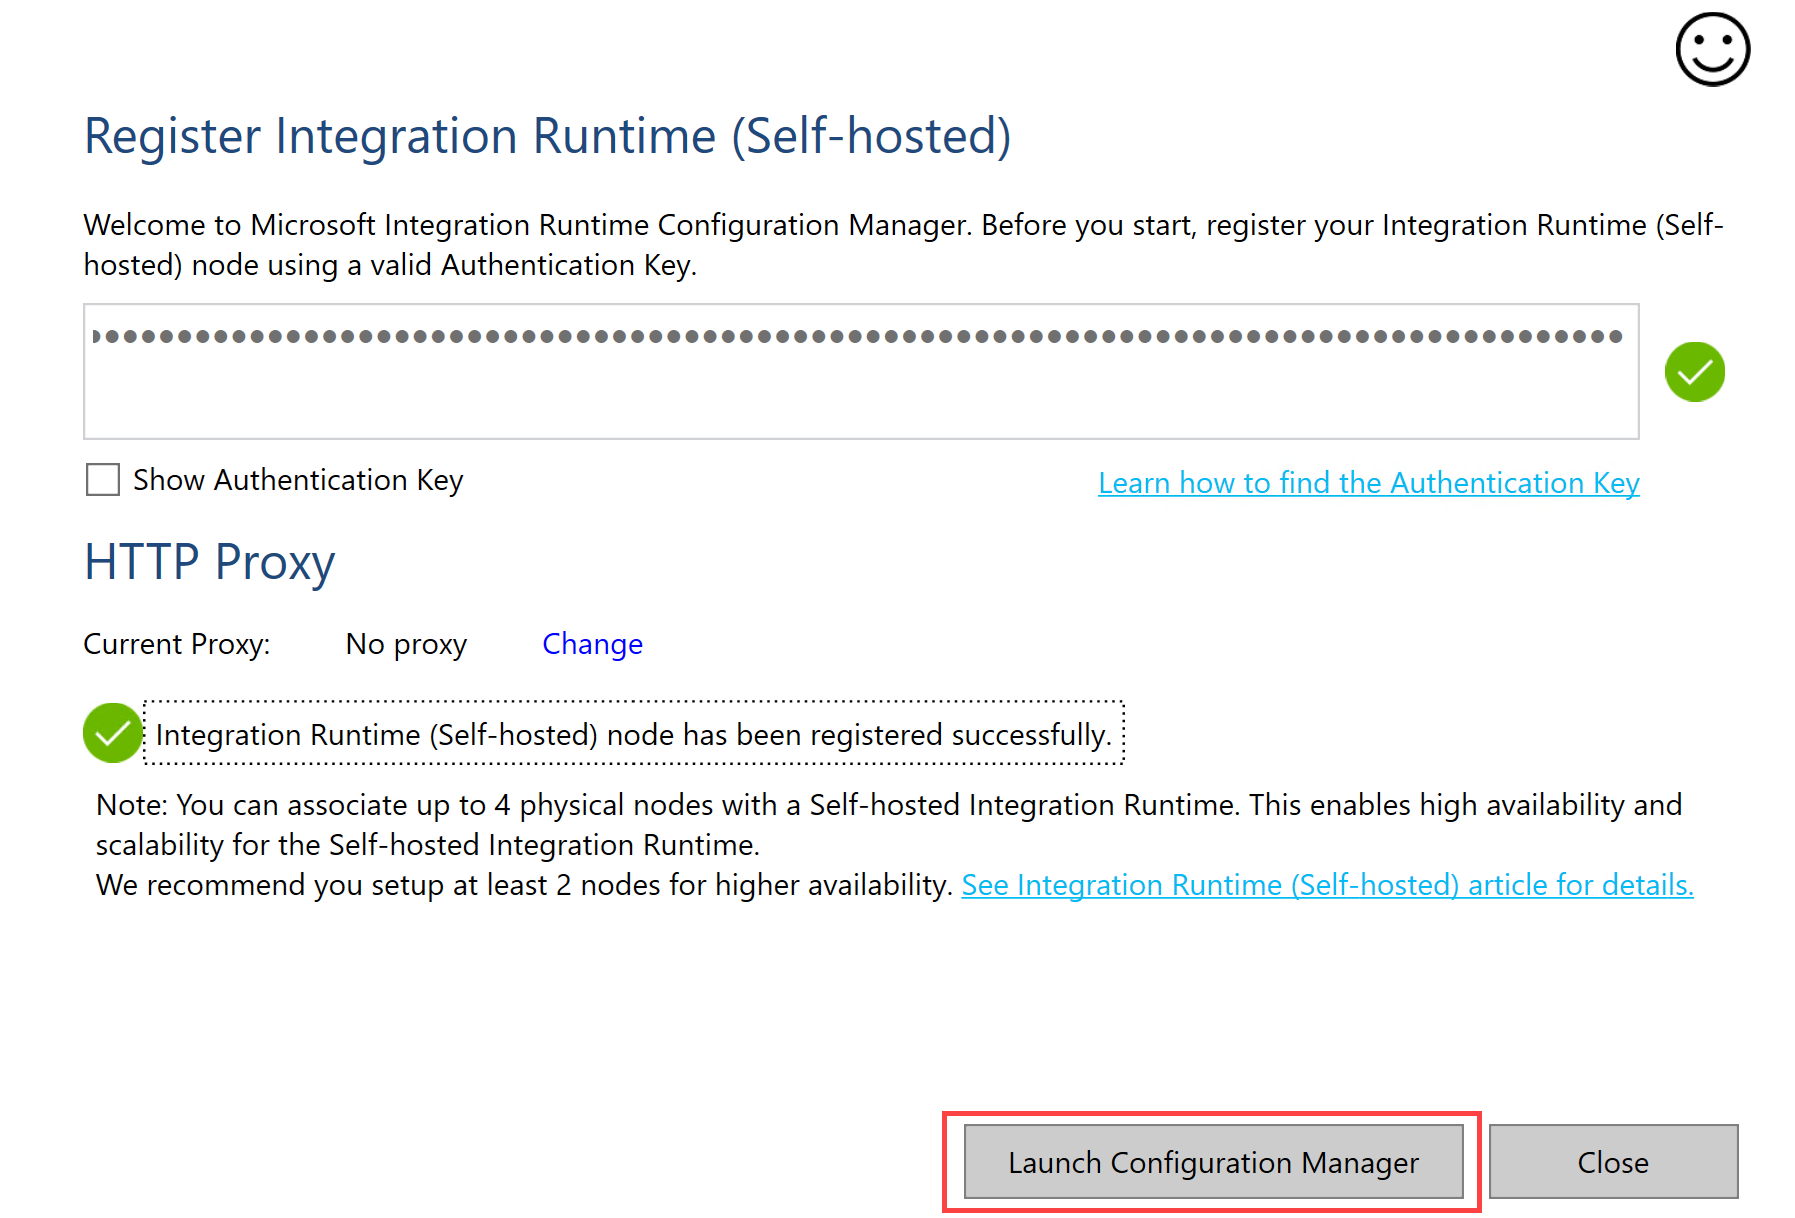 Register Integration Runtime (Self-hosted)
Welcome to Microsoft Integration Runtime Configuration Manager. Before you start, register your Integration Runtime (Self-
hosted) node using a valid Authentication Key.
Show Authentication Key
Learn how to find the Authentication Key
HTTP Proxy
Current Proxy: No proxy Change
Integration Runtime (Self-hosted) node has been registered successfully.
Note: You can associate up to 4 physical nodes with a Self-hosted Integration Runtime. This enables high availability and
scalability for the Self-hosted Integration Runtime.
We recommend you setup at least 2 nodes for higher availability. See Integration Runtime (Self-hosted) article for details.
Launch Configuration Manager
Close